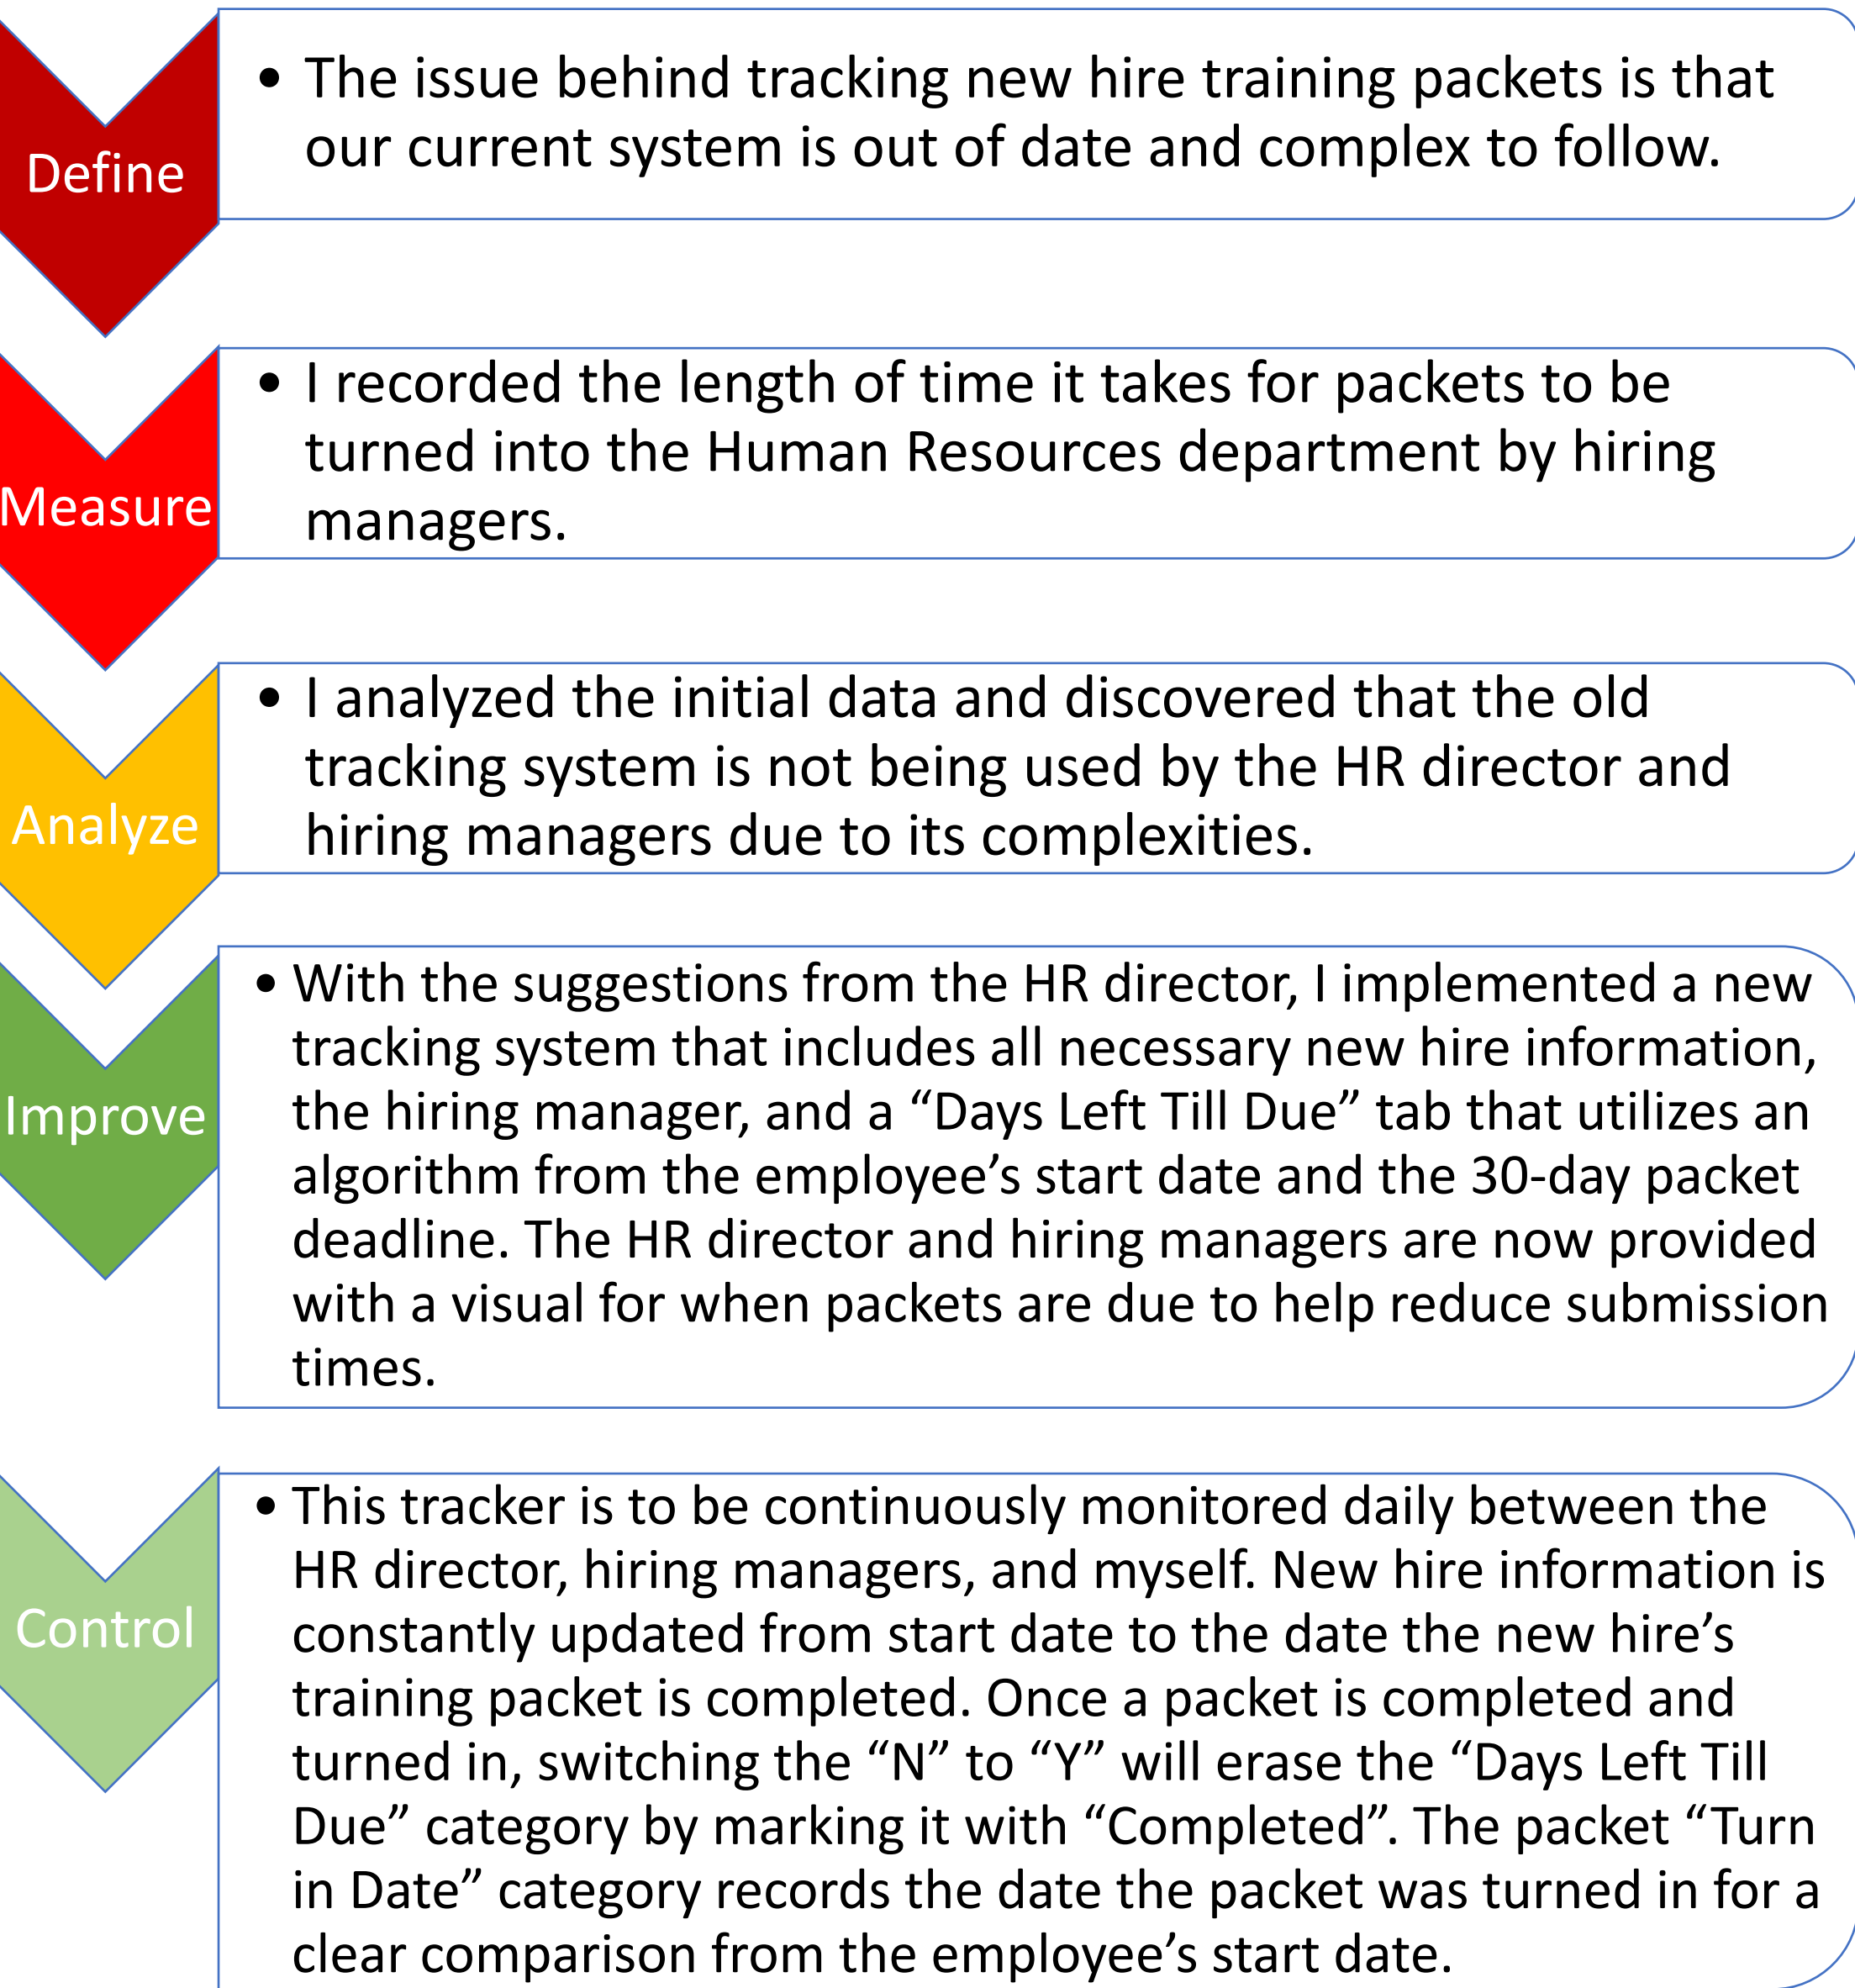 Define
• The issue behind tracking new hire training packets is that
our current system is out of date and complex to follow.
Measure
• I recorded the length of time it takes for packets to be
turned into the Human Resources department by hiring
managers.
Analyze
• I analyzed the initial data and discovered that the old
tracking system is not being used by the HR director and
hiring managers due to its complexities.
Improve
• With the suggestions from the HR director, I implemented a new
tracking system that includes all necessary new hire information,
the hiring manager, and a “Days Left Till Due” tab that utilizes an
algorithm from the employee’s start date and the 30-day packet
deadline. The HR director and hiring managers are now provided
with a visual for when packets are due to help reduce submission
times.
Control
• This tracker is to be continuously monitored daily between the
HR director, hiring managers, and myself. New hire information is
constantly updated from start date to the date the new hire’s
training packet is completed. Once a packet is completed and
turned in, switching the “N” to “Y” will erase the “Days Left Till
Due” category by marking it with “Completed”. The packet “Turn
in Date” category records the date the packet was turned in for a
clear comparison from the employee’s start date.